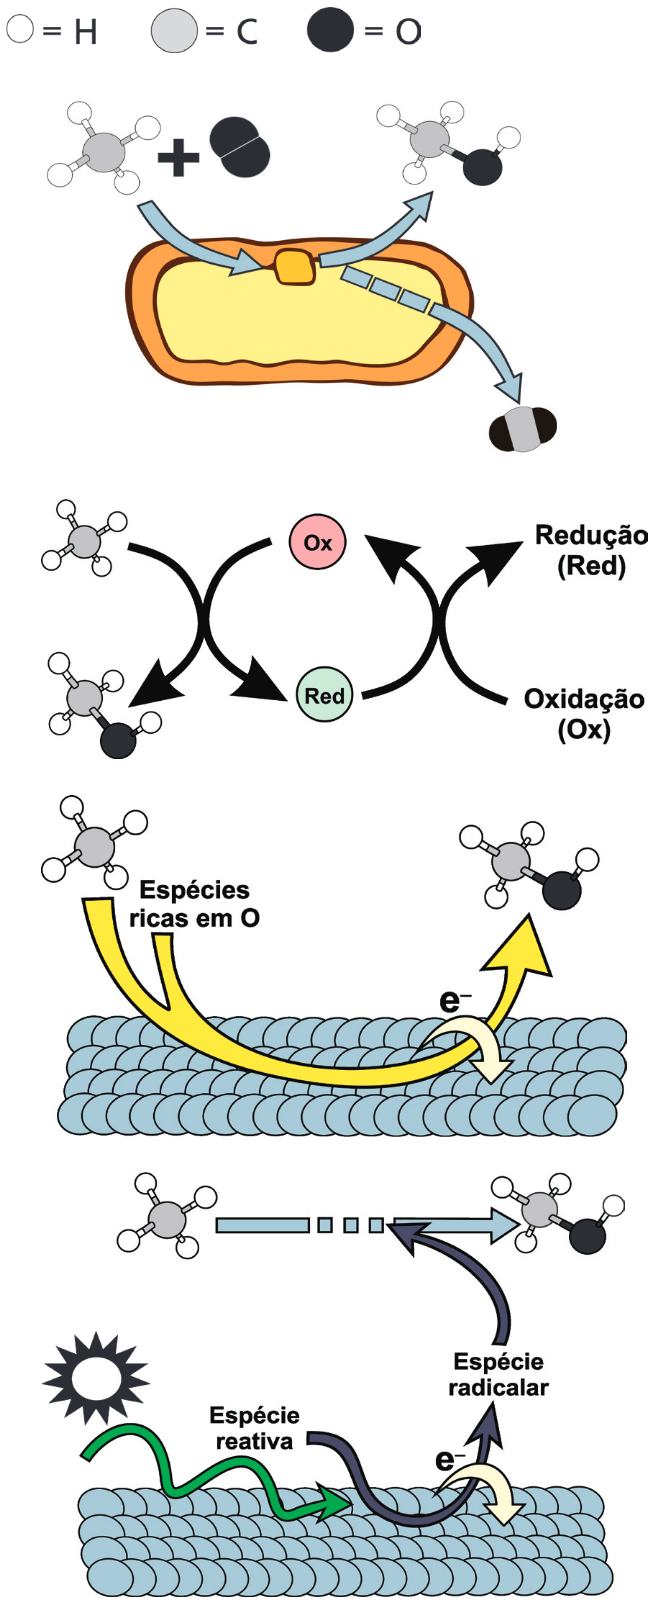 = H = C = O
Ox
Redução
(Red)
Red
Oxidação
(Ox)
Espécies
ricas em O
e⁻
Espécie
radicalar
Espécie
reativa
e⁻